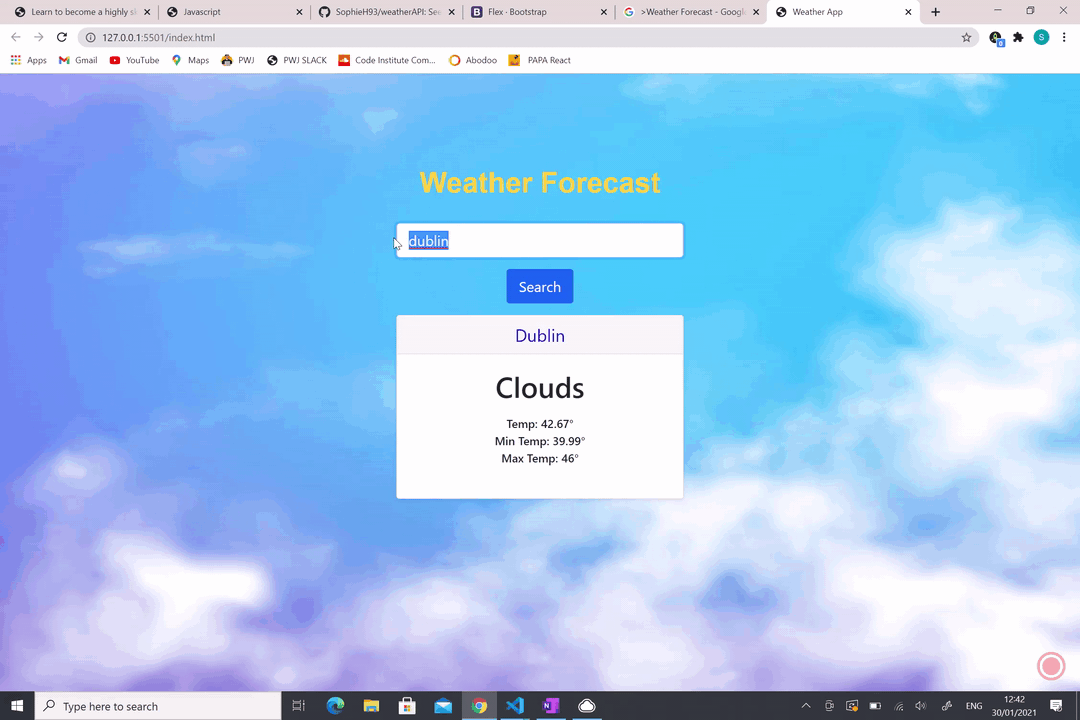 Learn to become a highly sk
Javascript
SophieH93/weatherAPI: See
Flex · Bootstrap
>Weather Forecast - Google
Weather App
127.0.0.1:5501/index.html
S
0
Apps
Gmail
YouTube
Maps
PWJ
PWJ SLACK
Code Institute Com...
Abodoo
PAPA React
Weather Forecast
dublin
Search
Dublin
Clouds
Temp: 42.67°
Min Temp: 39.99°
Max Temp: 46°
Type here to search
ENG
12:42
30/01/2021